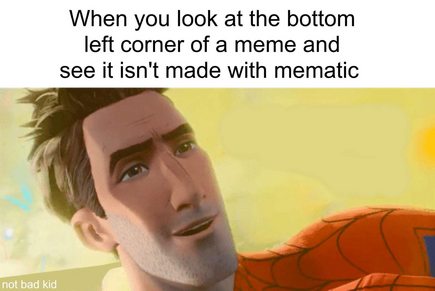 When you look at the bottom
left corner of a meme and
see it isn't made with mematic
not bad kid